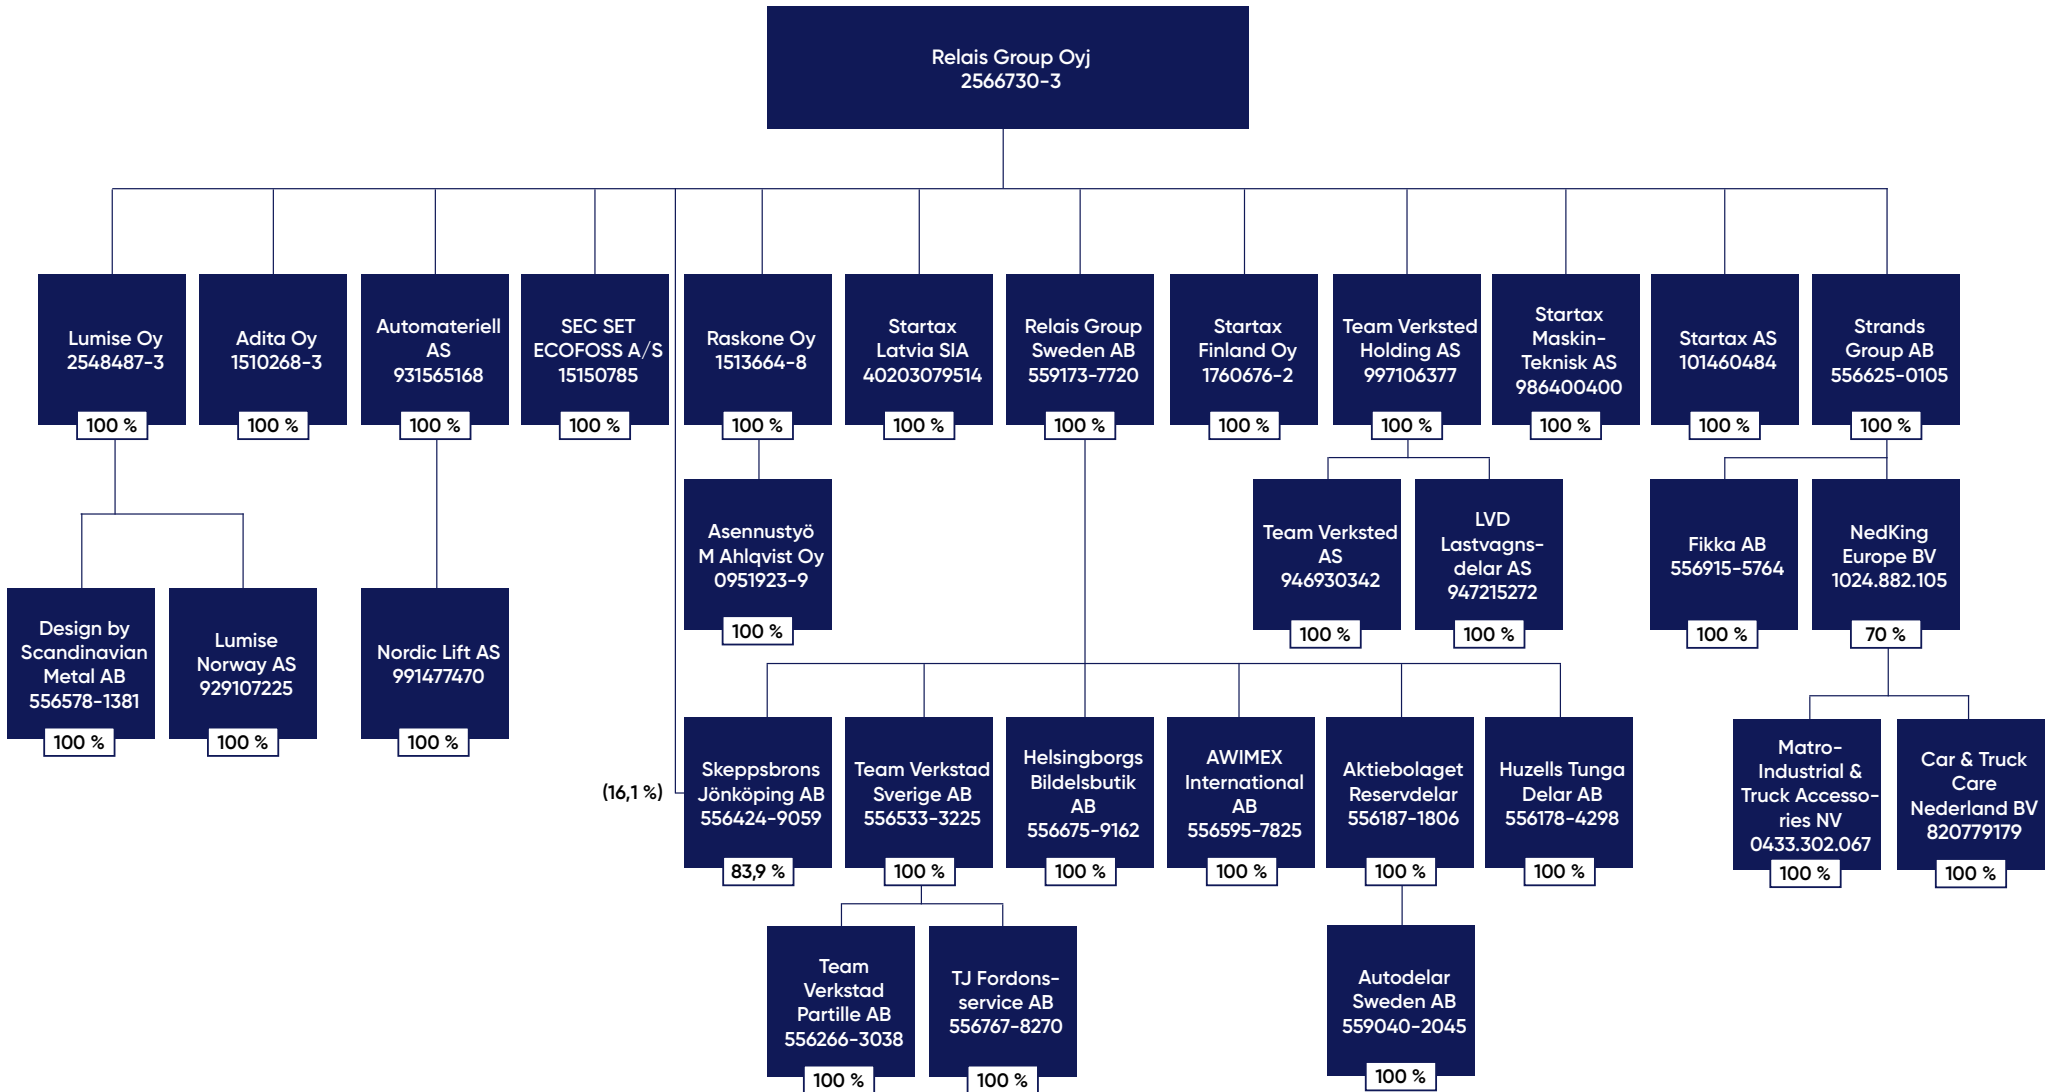 Relais Group Oyj
2566730-3
Lumise Oy
2548487-3
100 %
Adita Oy
1510268-3
100 %
Automateriell
AS
931565168
100 %
SEC SET
ECOFOSS A/S
15150785
100 %
Raskone Oy
1513664-8
100 %
Startax
Latvia SIA
40203079514
100 %
Relais Group
Sweden AB
559173-7720
100 %
Startax
Finland Oy
1760676-2
100 %
Team Verksted
Holding AS
997106377
100 %
Startax
Maskin-
Teknisk AS
986400400
100 %
Startax AS
101460484
100 %
Strands
Group AB
556625-0105
100 %
Asennustyö
M Ahlqvist Oy
0951923-9
100 %
Team Verksted
AS
946930342
100 %
LVD
Lastvagns-
delar AS
947215272
100 %
Fikka AB
556915-5764
100 %
NedKing
Europe BV
1024.882.105
70 %
Design by
Scandinavian
Metal AB
556578-1381
100 %
Lumise
Norway AS
929107225
100 %
Nordic Lift AS
991477470
100 %
(16,1 %)
Skeppsbrons
Jönköping AB
556424-9059
83,9 %
Team Verkstad
Sverige AB
556533-3225
100 %
Helsingborgs
Bildelsbutik
AB
556675-9162
100 %
AWIMEX
International
AB
556595-7825
100 %
Aktiebolaget
Reservdelar
556187-1806
100 %
Huzells Tunga
Delar AB
556178-4298
100 %
Matro-
Industrial &
Truck Accesso-
ries NV
0433.302.067
100 %
Car & Truck
Care
Nederland BV
820779179
100 %
Team
Verkstad
Partille AB
556266-3038
100 %
TJ Fordons-
service AB
556767-8270
100 %
Autodelar
Sweden AB
559040-2045
100 %